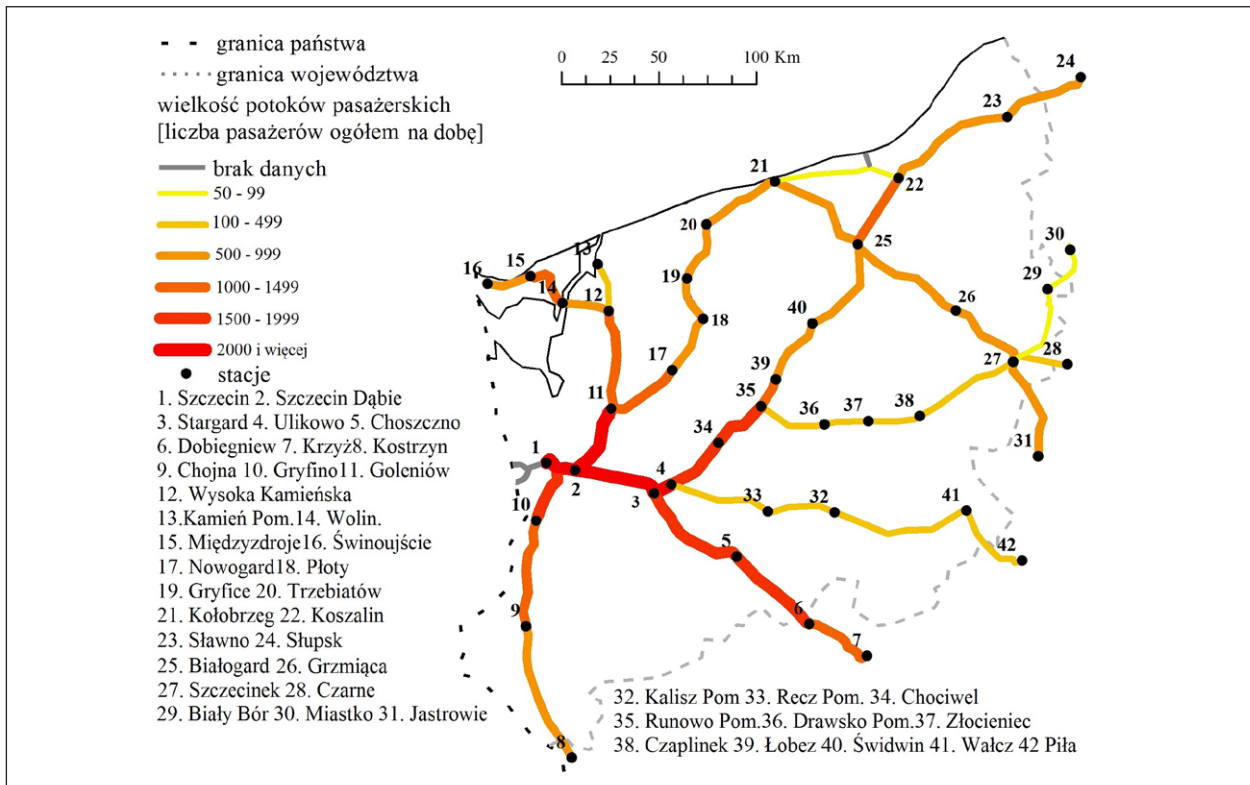 granica państwa
granica województwa
wielkość potoków pasażerskich
[liczba pasażerów ogółem na dobę]
brak danych
50 - 99
100 - 499
500 - 999
1000 - 1499
1500 - 1999
2000 i więcej
stacje
1. Szczecin 2. Szczecin Dąbie
3. Stargard 4. Ulikowo 5. Choszczno
6. Dobiegniew 7. Krzyż8. Kostrzyn
9. Chojna 10. Gryfino11. Goleniów
12. Wysoka Kamieńska
13.Kamień Pom.14. Wolin.
15. Międzyzdroje16. Świnoujście
17. Nowogard18. Płoty
19. Gryfice 20. Trzebiatów
21. Kołobrzeg 22. Koszalin
23. Sławno 24. Słupsk
25. Białogard 26. Grzmiąca
27. Szczecinek 28. Czarne
29. Biały Bór 30. Miastko 31. Jastrowie
32. Kalisz Pom 33. Recz Pom. 34. Chociwel
35. Runowo Pom.36. Drawsko Pom.37. Złocieniec
38. Czaplinek 39. Łobez 40. Świdwin 41. Wałcz 42 Piła
0 25 50 100 Km
24
23
21
22
20
30
13
25
15
16
29
19
14
12
26
40
18
17
28
27
39
35
11
38
37
36
34
31
1
4
2
33
32
41
3
10
5
42
6
9
7
8